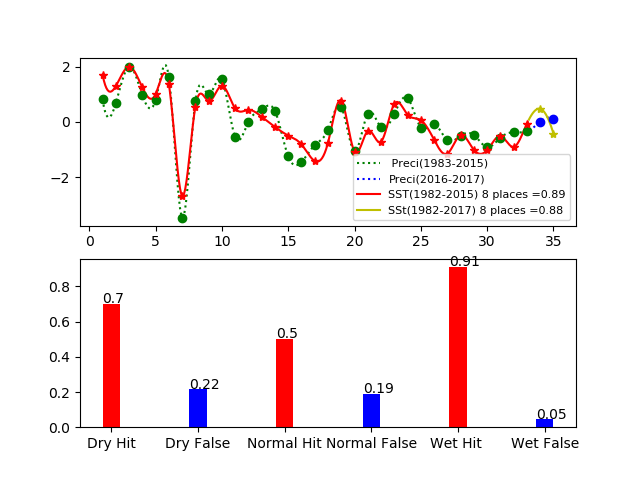 2
0
−2
Preci(1983-2015)
Preci(2016-2017)
SST(1982-2015) 8 places =0.89
SSt(1982-2017) 8 places =0.88
0 5 10 15 20 25 30 35
0.8
0.6
0.4
0.2
0.0
0.7
0.22
0.5
0.19
0.91
0.05
Dry Hit Dry False Normal Hit Normal False Wet Hit Wet False